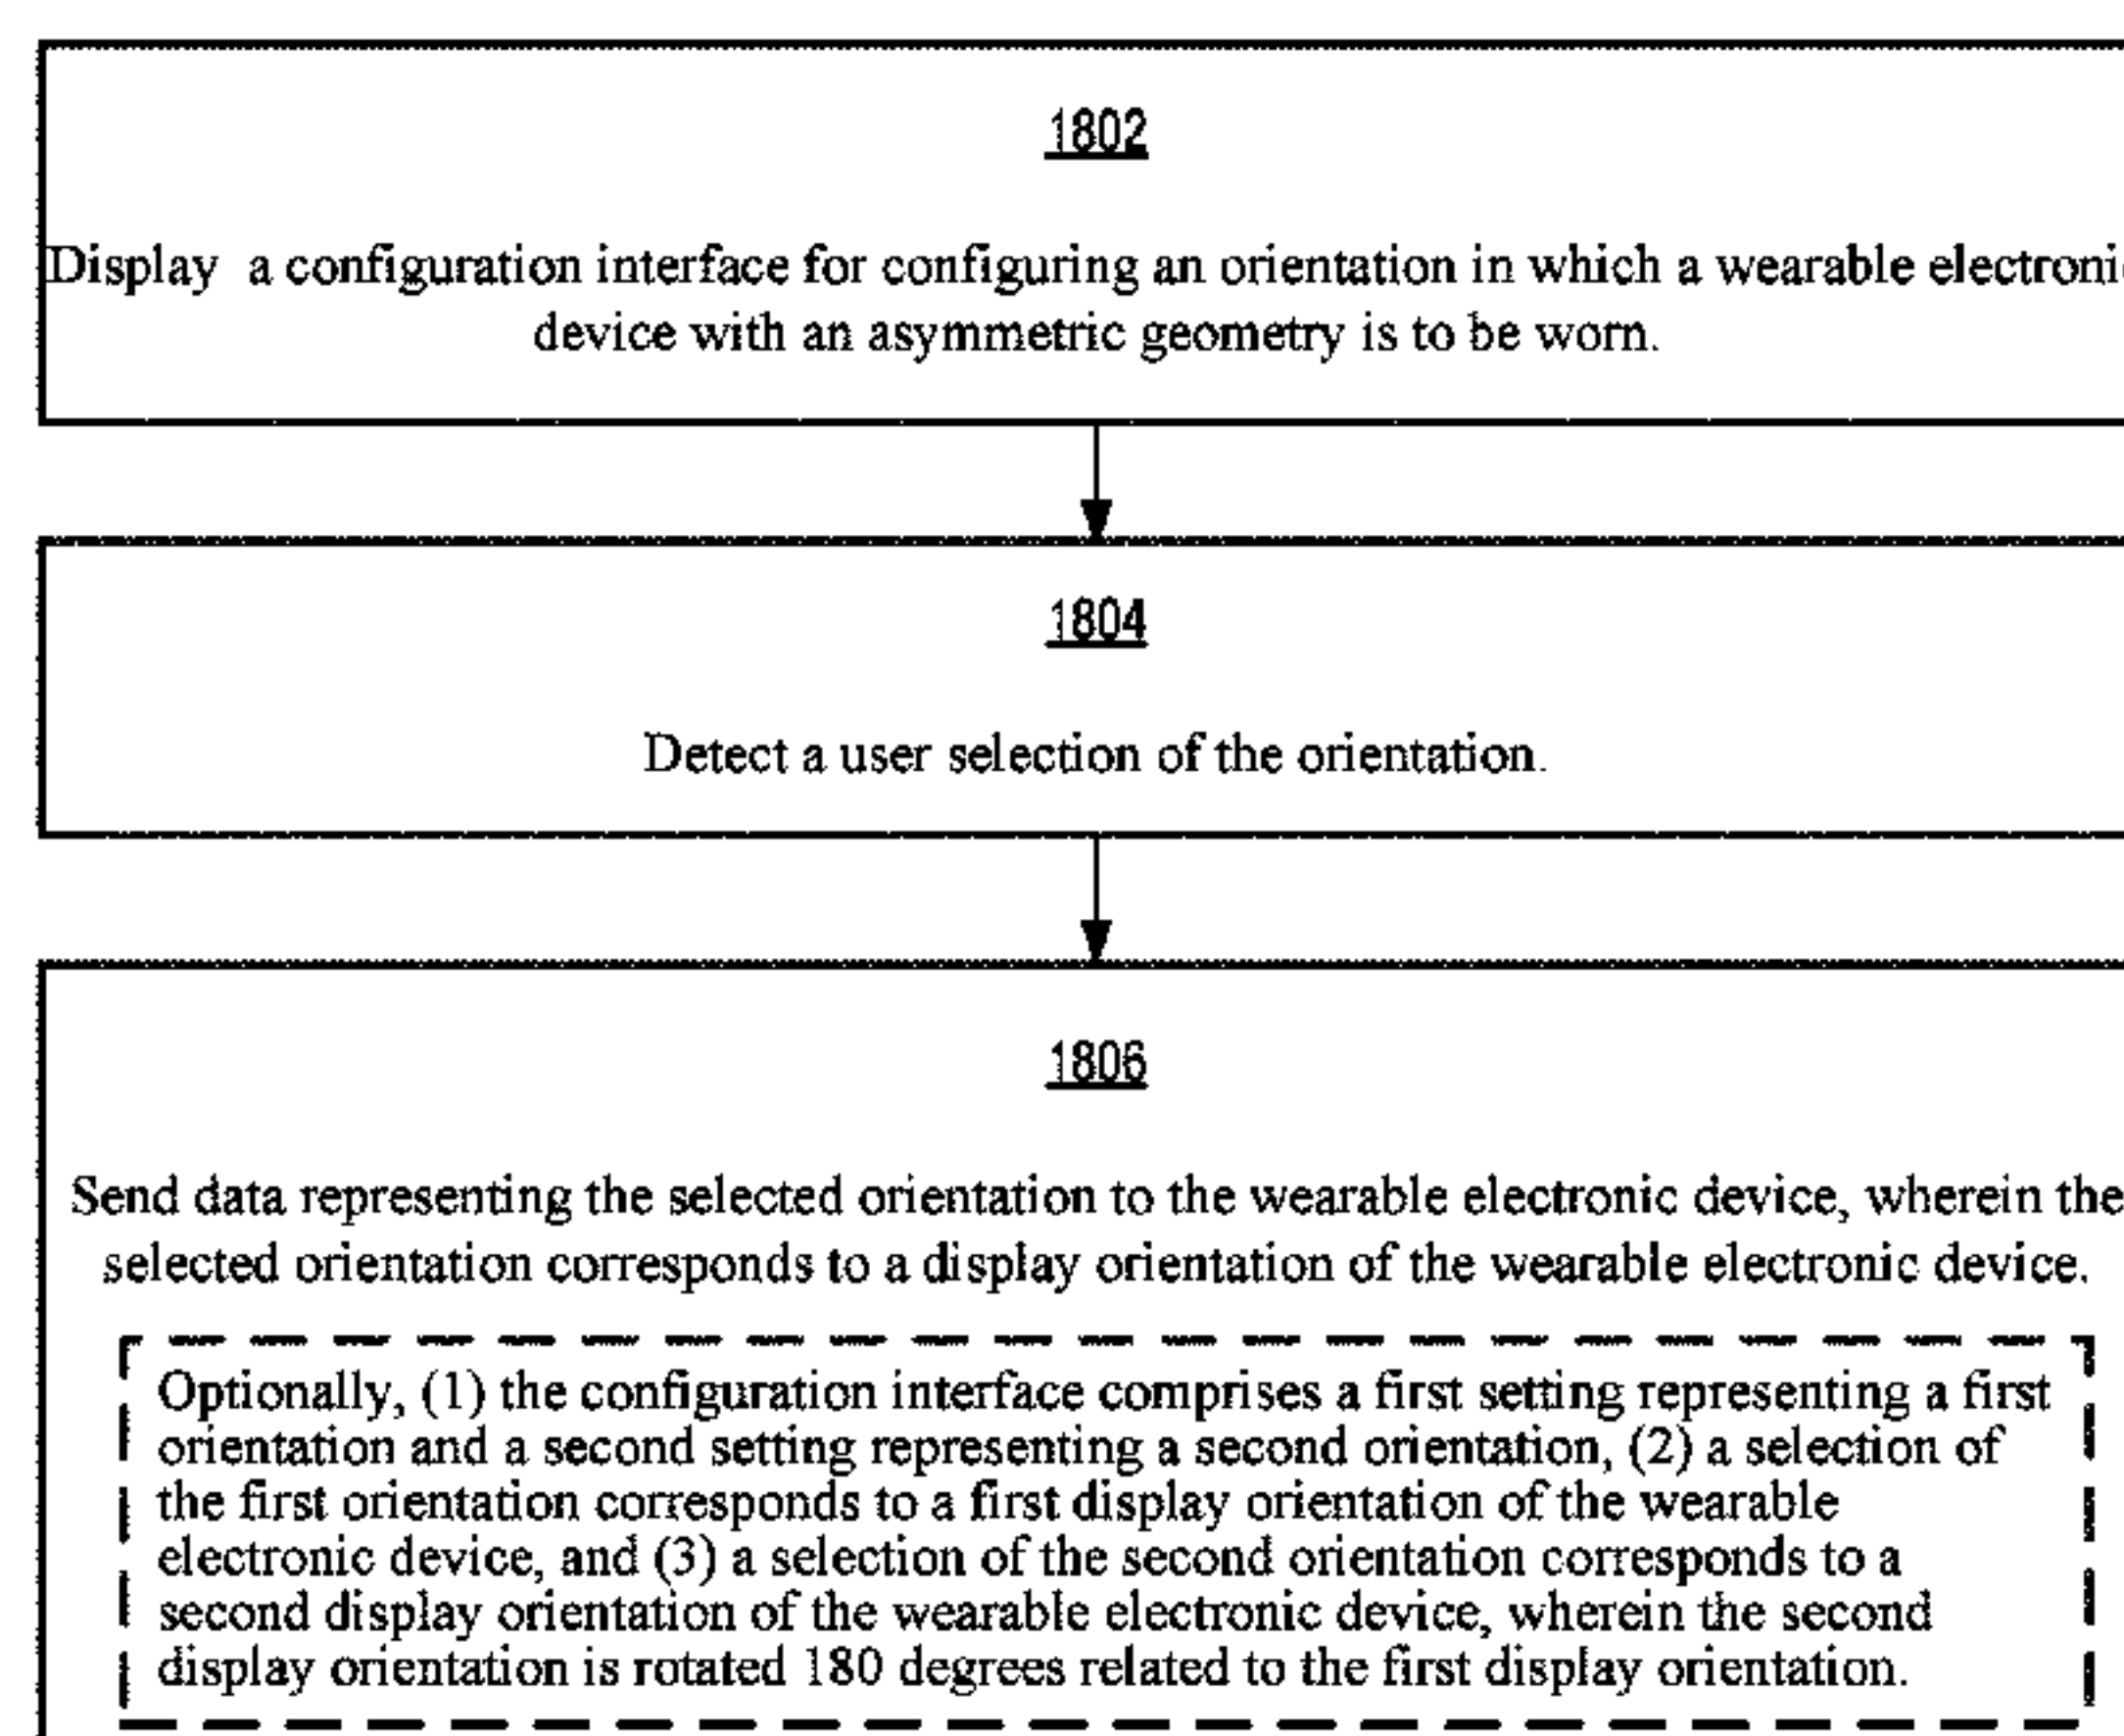 1802
Display a configuration interface for configuring an orientation in which a wearable electronic
device with an asymmetric geometry is to be worn.
1804
Detect a user selection of the orientation.
1806
Send data representing the selected orientation to the wearable electronic device, wherein the
selected orientation corresponds to a display orientation of the wearable electronic device.
Optionally, (1) the configuration interface comprises a first setting representing a first
orientation and a second setting representing a second orientation, (2) a selection of
the first orientation corresponds to a first display orientation of the wearable
electronic device, and (3) a selection of the second orientation corresponds to a
second display orientation of the wearable electronic device, wherein the second
display orientation is rotated 180 degrees related to the first display orientation.